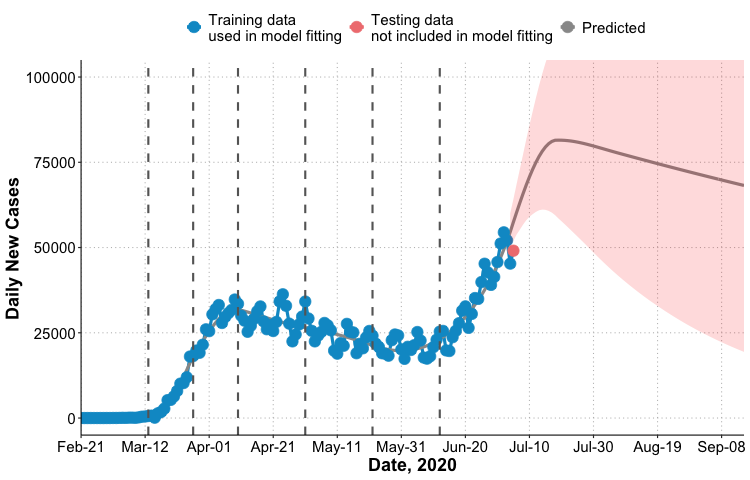 Training data
used in model fitting
Testing data
not included in model fitting
Predicted
Daily New Cases
100000
75000
50000
25000
0
Feb-21 Mar-12 Apr-01 Apr-21 May-11 May-31 Jun-20 Jul-10 Jul-30 Aug-19 Sep-08
Date, 2020